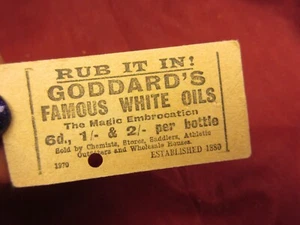 RUB IT IN!
GODDARD'S
FAMOUS WHITE OILS
The Magic Embrocation
6d., 1/- & 2/- per bottle
Sold by Chemists, Stores, Saddlers, Athletic
Outfitters and Wholesale Houses.
1970 ESTABLISHED 1850